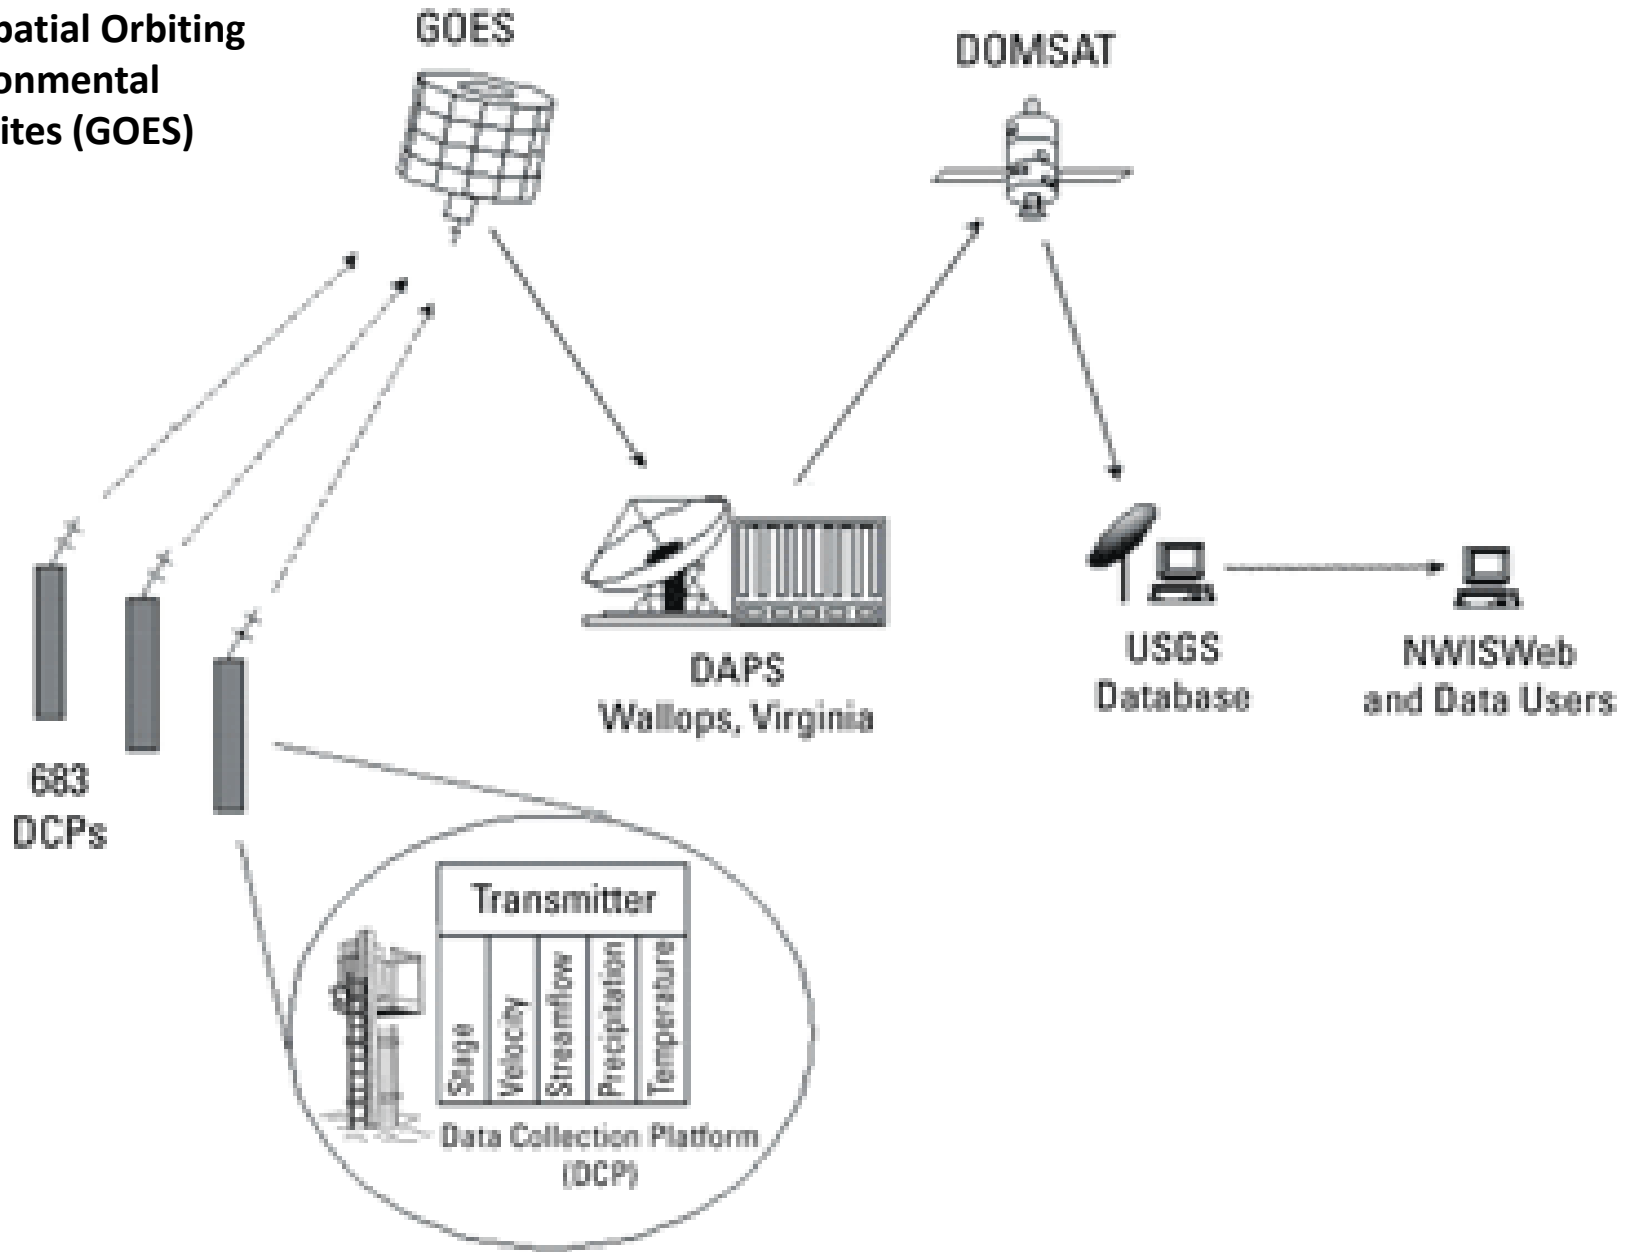 patial Orbiting
onmental
ites (GOES)
GOES
DOMSAT
DAPS
Wallops, Virginia
USGS
Database
NWISWeb
and Data Users
683
DCPs
Transmitter
Stage
Velocity
Streamflow
Precipitation
Temperature
Data Collection Platform
(DCP)